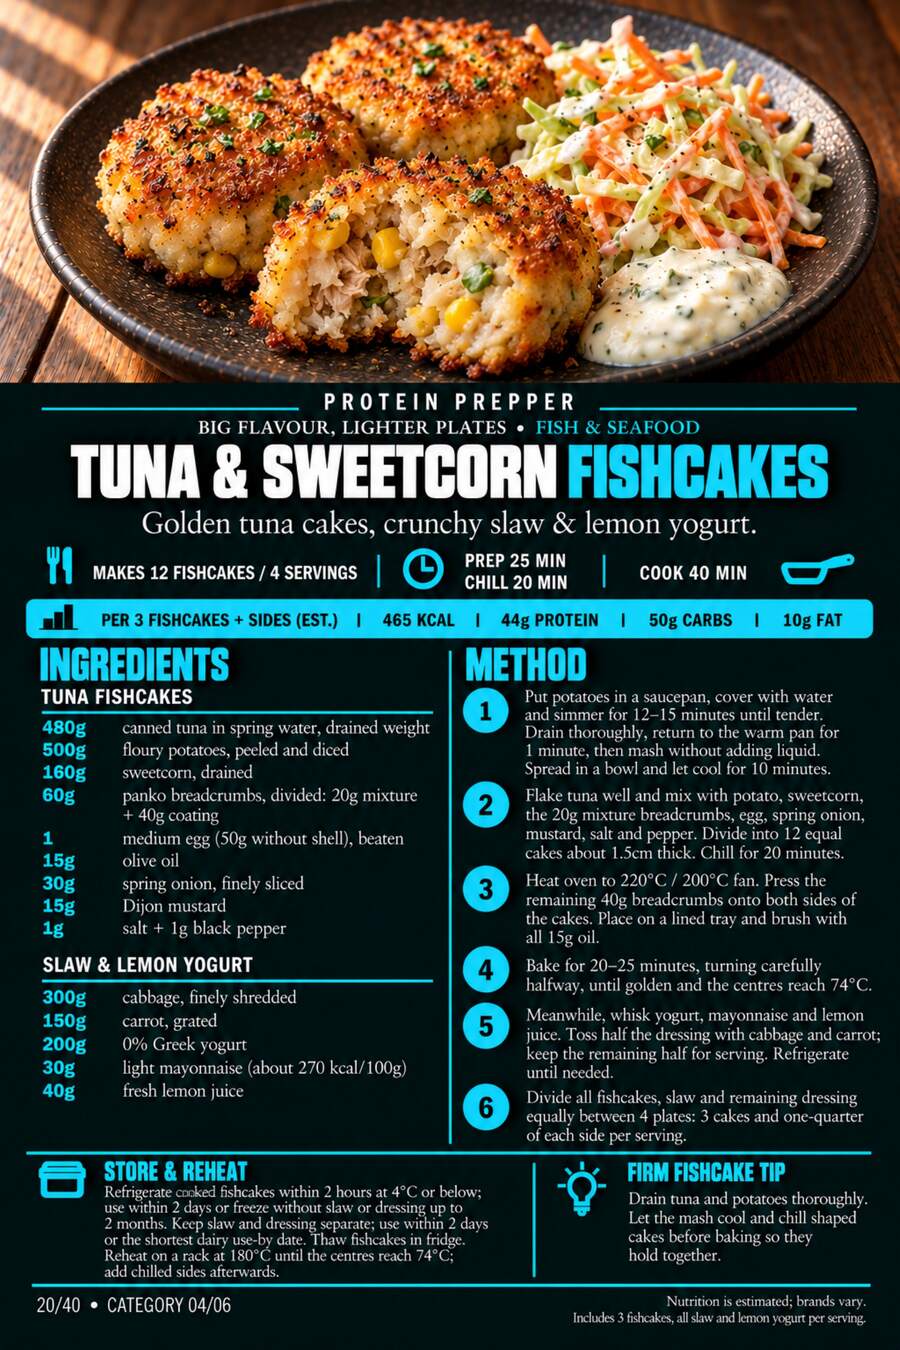 PROTEIN PREPPER
BIG FLAVOUR, LIGHTER PLATES • FISH & SEAFOOD
TUNA & SWEETCORN FISHCAKES
Golden tuna cakes, crunchy slaw & lemon yogurt.
MAKES 12 FISHCAKES / 4 SERVINGS
PREP 25 MIN
CHILL 20 MIN
COOK 40 MIN
PER 3 FISHCAKES + SIDES (EST.) | 465 KCAL | 44g PROTEIN | 50g CARBS | 10g FAT
INGREDIENTS
TUNA FISHCAKES
480g canned tuna in spring water, drained weight
500g floury potatoes, peeled and diced
160g sweetcorn, drained
60g panko breadcrumbs, divided: 20g mixture
+ 40g coating
1 medium egg (50g without shell), beaten
15g olive oil
30g spring onion, finely sliced
15g Dijon mustard
1g salt + 1g black pepper
SLAW & LEMON YOGURT
300g cabbage, finely shredded
150g carrot, grated
200g 0% Greek yogurt
30g light mayonnaise (about 270 kcal/100g)
40g fresh lemon juice
METHOD
1 Put potatoes in a saucepan, cover with water
and simmer for 12–15 minutes until tender.
Drain thoroughly, return to the warm pan for
1 minute, then mash without adding liquid.
Spread in a bowl and let cool for 10 minutes.
2 Flake tuna well and mix with potato, sweetcorn,
the 20g mixture breadcrumbs, egg, spring onion,
mustard, salt and pepper. Divide into 12 equal
cakes about 1.5cm thick. Chill for 20 minutes.
3 Heat oven to 220°C / 200°C fan. Press the
remaining 40g breadcrumbs onto both sides of
the cakes. Place on a lined tray and brush with
all 15g oil.
4 Bake for 20–25 minutes, turning carefully
halfway, until golden and the centres reach 74°C.
5 Meanwhile, whisk yogurt, mayonnaise and lemon
juice. Toss half the dressing with cabbage and carrot;
keep the remaining half for serving. Refrigerate
until needed.
6 Divide all fishcakes, slaw and remaining dressing
equally between 4 plates: 3 cakes and one-quarter
of each side per serving.
STORE & REHEAT
Refrigerate cooked fishcakes within 2 hours at 4°C or below;
use within 2 days or freeze without slaw or dressing up to
2 months. Keep slaw and dressing separate; use within 2 days
or the shortest dairy use-by date. Thaw fishcakes in fridge.
Reheat on a rack at 180°C until the centres reach 74°C;
add chilled sides afterwards.
FIRM FISHCAKE TIP
Drain tuna and potatoes thoroughly.
Let the mash cool and chill shaped
cakes before baking so they
hold together.
20/40 • CATEGORY 04/06
Nutrition is estimated; brands vary.
Includes 3 fishcakes, all slaw and lemon yogurt per serving.